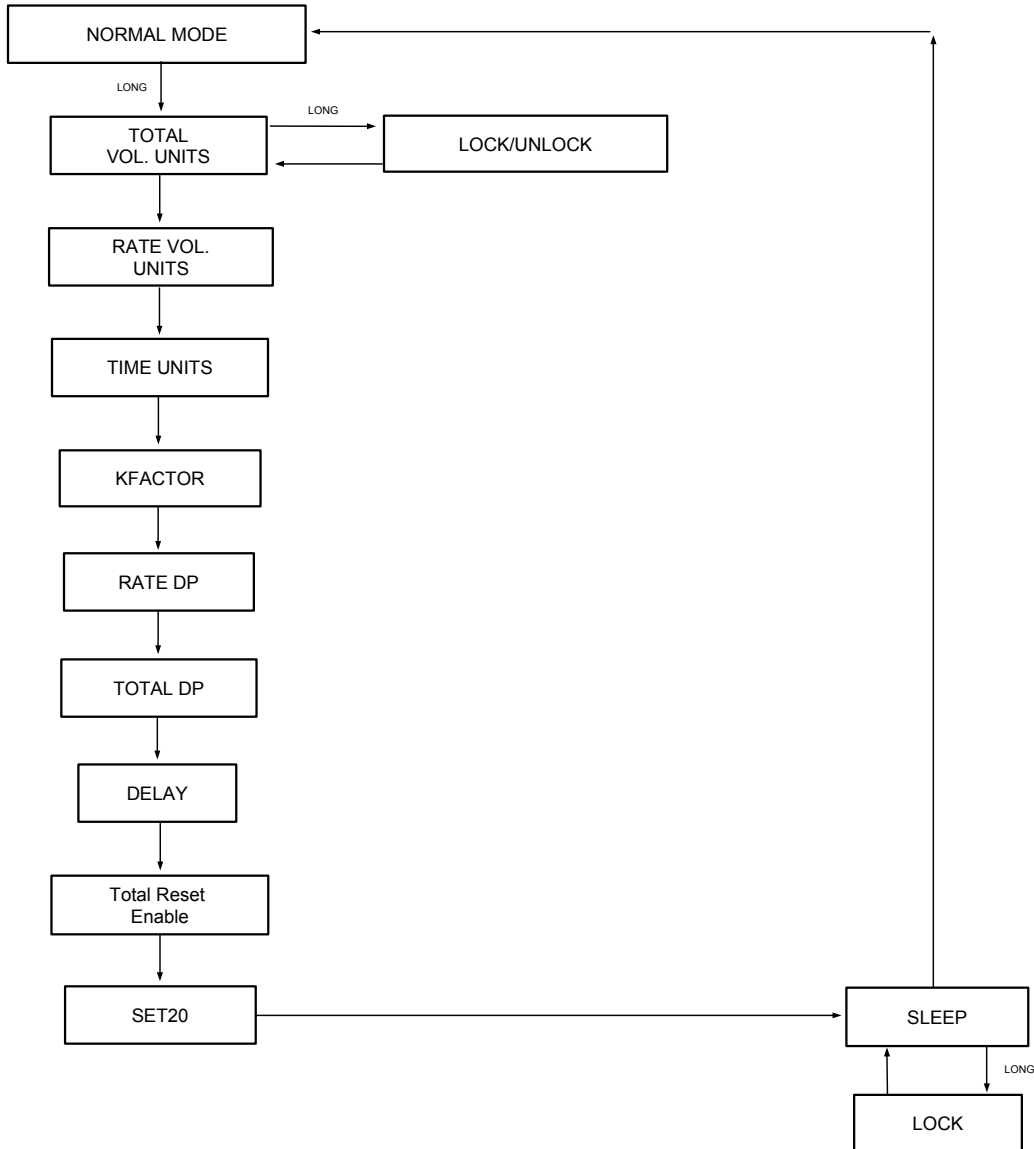 NORMAL MODE
LONG
LONG
TOTAL
VOL. UNITS
LOCK/UNLOCK
RATE VOL.
UNITS
TIME UNITS
KFACTOR
RATE DP
TOTAL DP
DELAY
Total Reset
Enable
SET20
SLEEP
LONG
LOCK